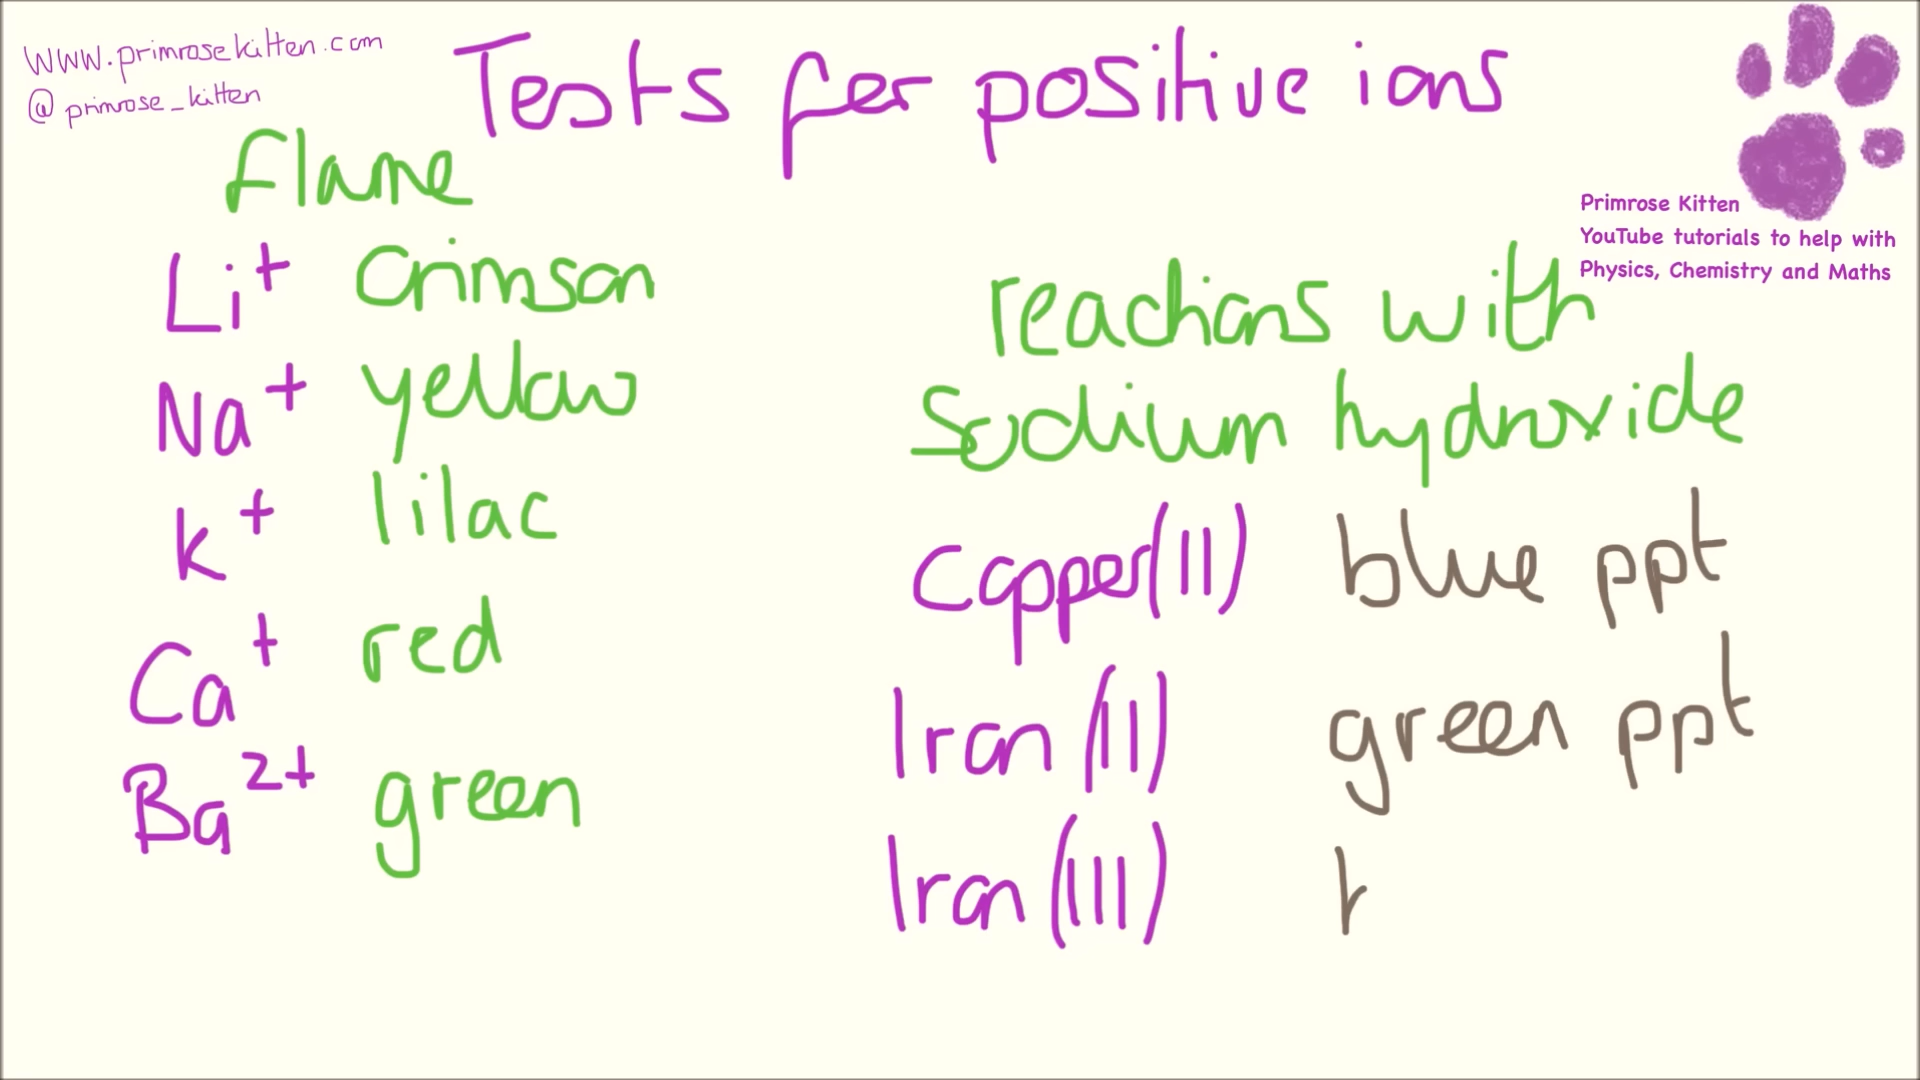 www.primrosekitten.com
@primrose_kitten
Tests for positive ions
Primrose Kitten
YouTube tutorials to help with
Physics, Chemistry and Maths
flame
Li+ crimson
Na+ yellow
K+ lilac
Ca+ red
Ba2+ green
reactions with
sodium hydroxide
Copper(II) blue ppt
Iron (II) green ppt
Iron (III) r